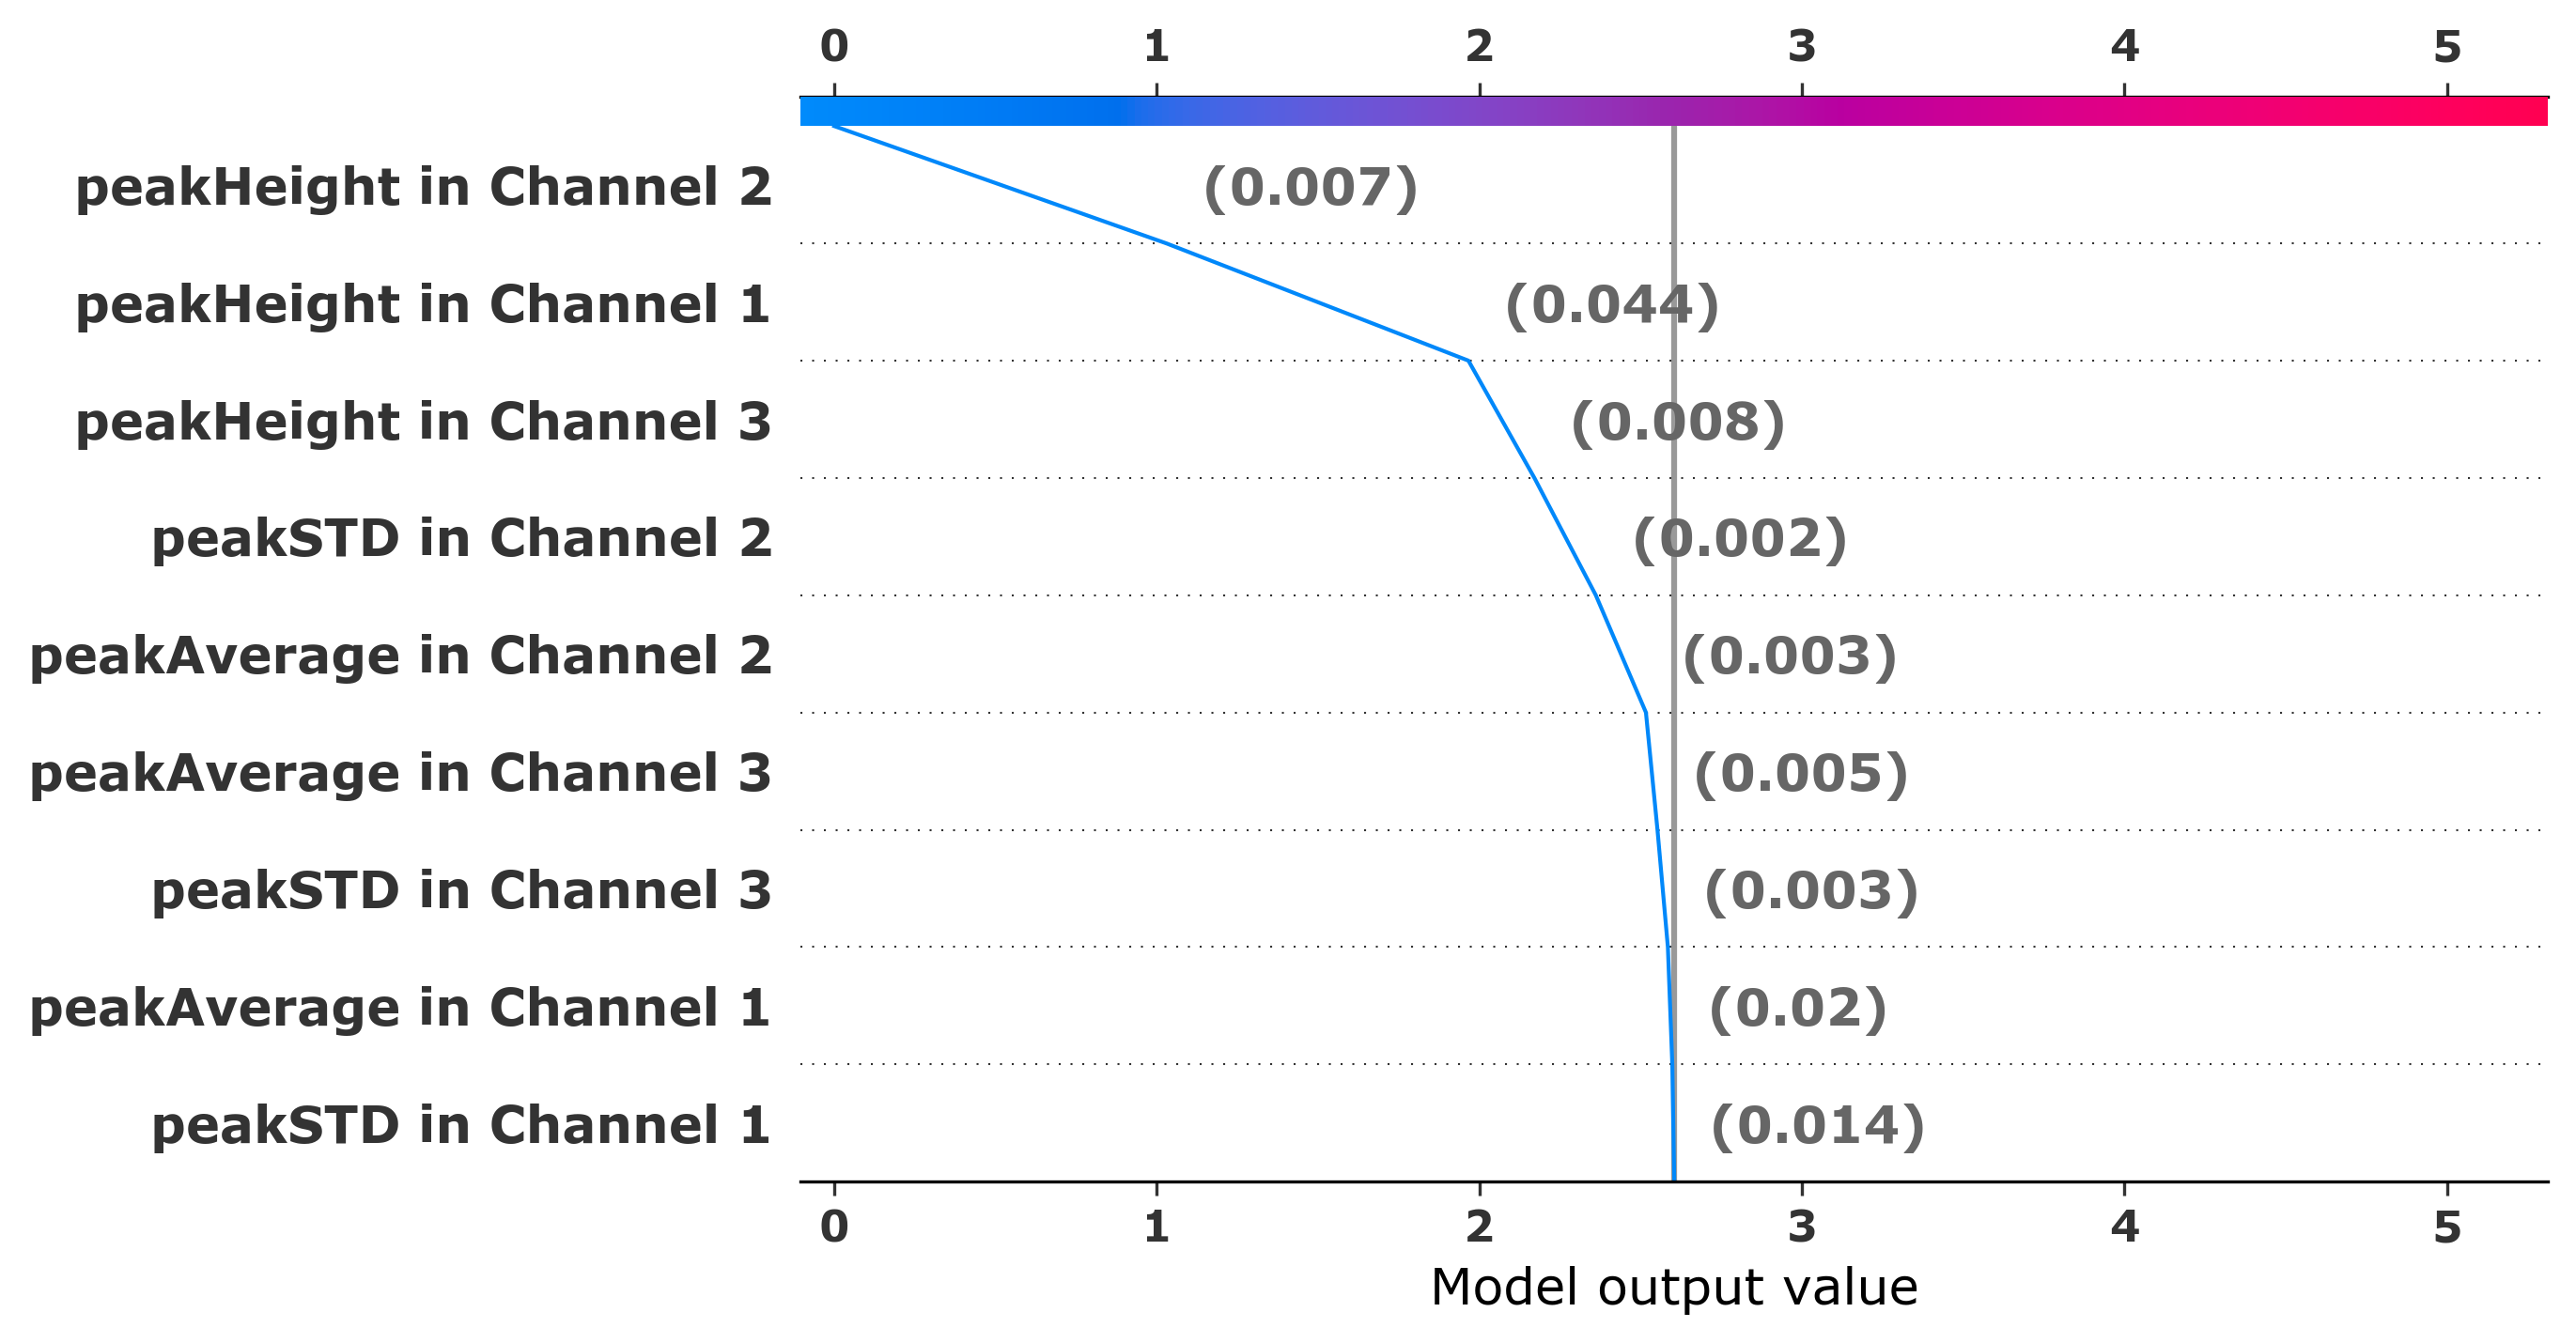 0 1 2 3 4 5
peakHeight in Channel 2 (0.007)
peakHeight in Channel 1 (0.044)
peakHeight in Channel 3 (0.008)
peakSTD in Channel 2 (0.002)
peakAverage in Channel 2 (0.003)
peakAverage in Channel 3 (0.005)
peakSTD in Channel 3 (0.003)
peakAverage in Channel 1 (0.02)
peakSTD in Channel 1 (0.014)
0 1 2 3 4 5
Model output value